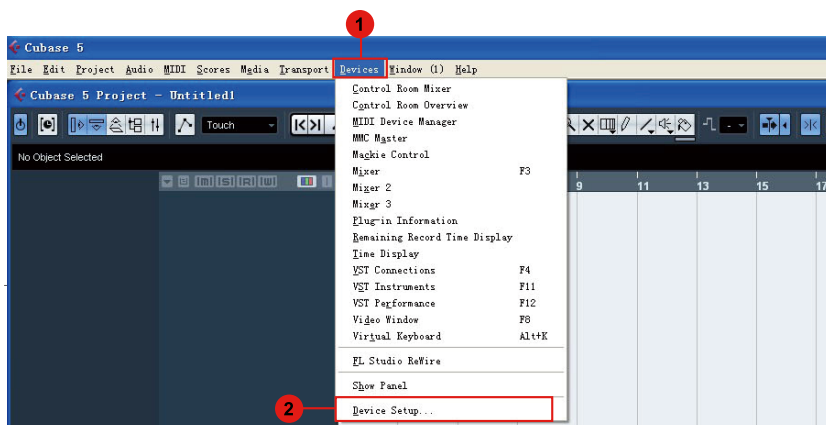 1
Cubase 5
File Edit Project Audio MIDI Scores Media Transport Devices Window (1) Help
Cubase 5 Project - Untitled1
Touch
No Object Selected
m s R W
9 11 13 15 17
Control Room Mixer
Control Room Overview
MIDI Device Manager
MMC Master
Mackie Control
Mixer F3
Mixer 2
Mixer 3
Plug-in Information
Remaining Record Time Display
Time Display
VST Connections F4
VST Instruments F11
VST Performance F12
Video Window F8
Virtual Keyboard Alt+K
FL Studio ReWire
Show Panel
2
Device Setup...